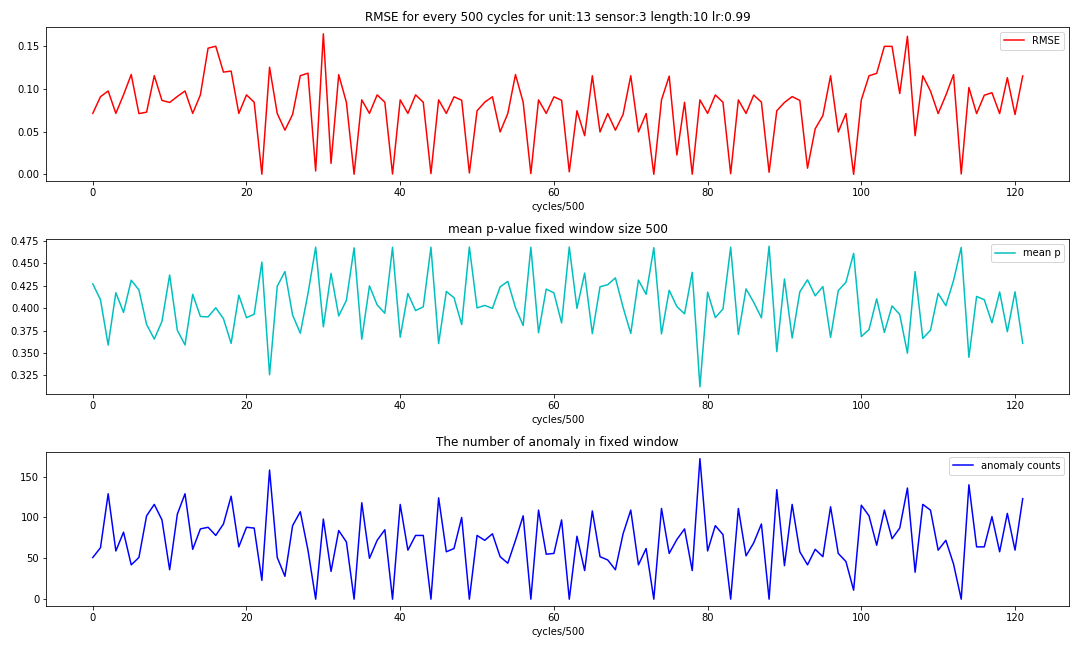 RMSE for every 500 cycles for unit:13 sensor:3 length:10 lr:0.99
RMSE
0.15
0.10
0.05
0.00
0 20 40 60 80 100 120
cycles/500
mean p-value fixed window size 500
mean p
0.475
0.450
0.425
0.400
0.375
0.350
0.325
0 20 40 60 80 100 120
cycles/500
The number of anomaly in fixed window
anomaly counts
150
100
50
0
0 20 40 60 80 100 120
cycles/500